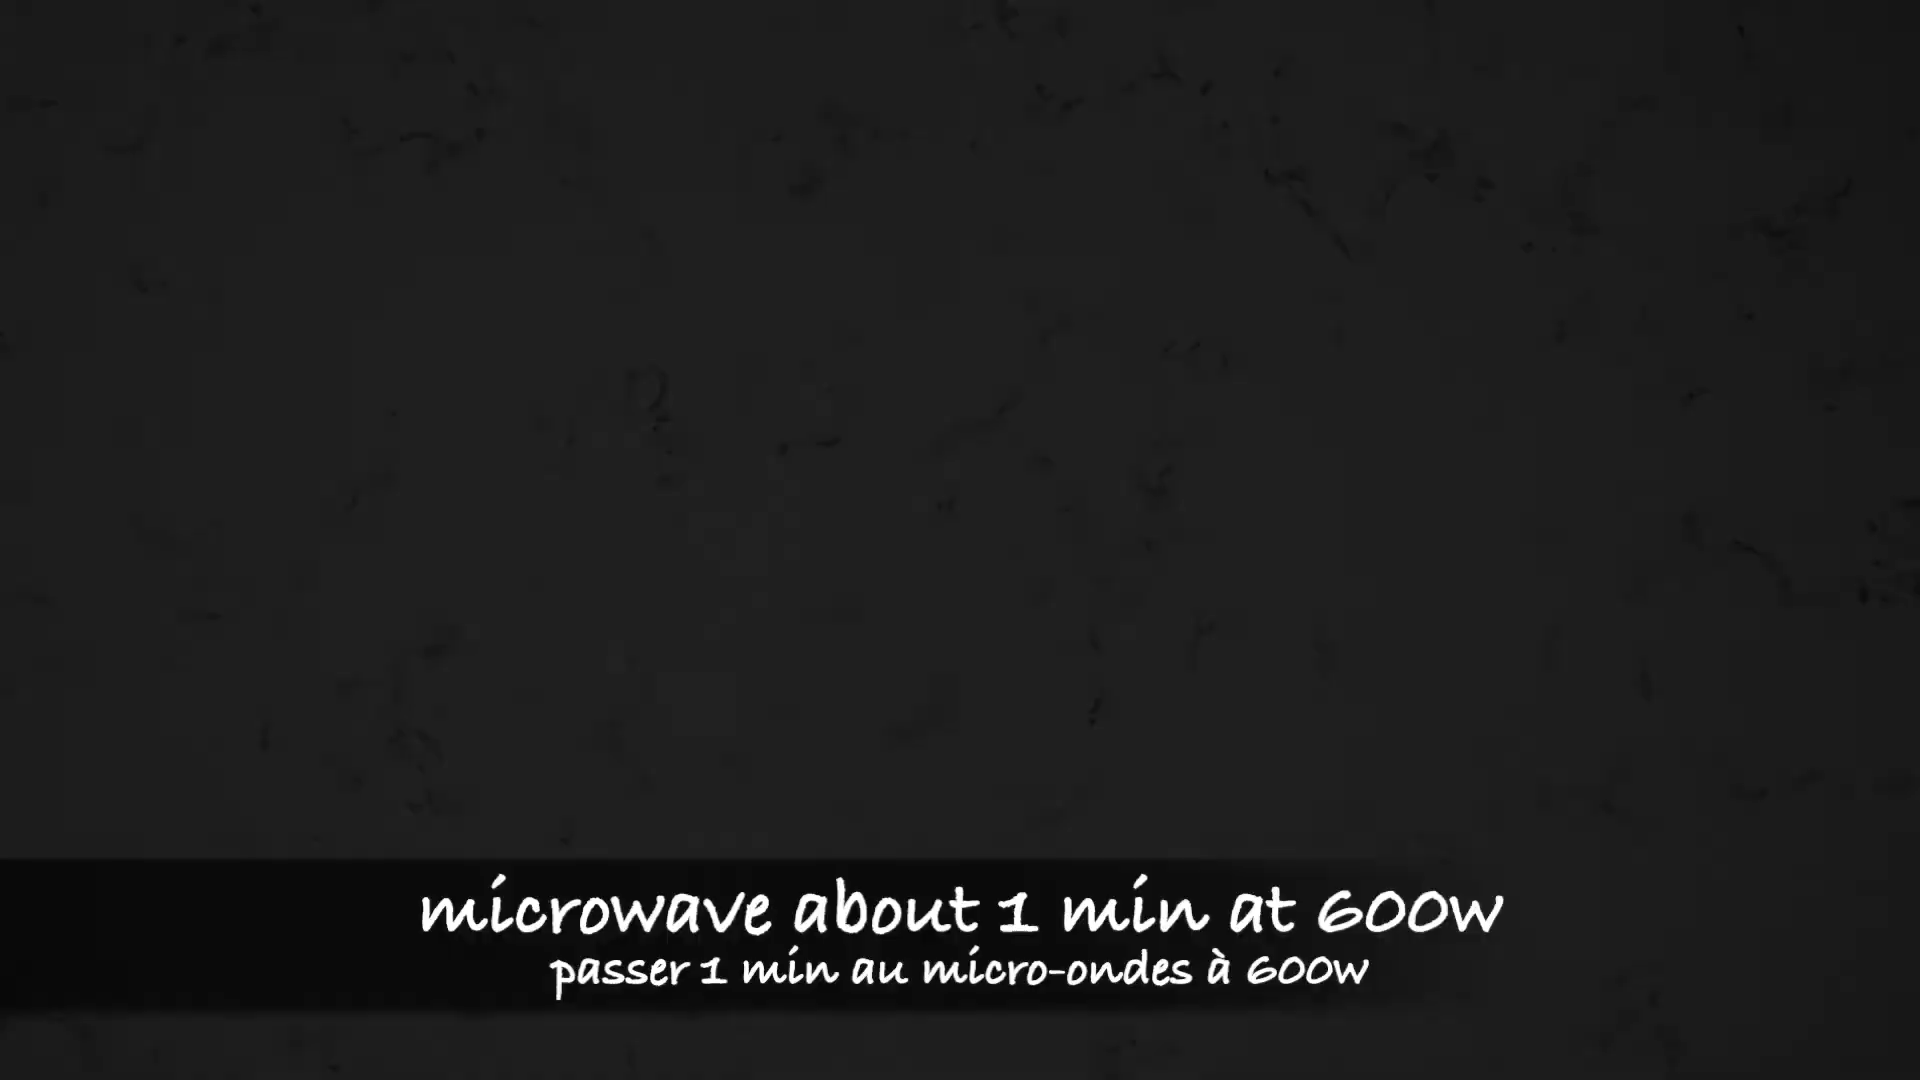 microwave about 1 min at 600w
passer 1 min au micro-ondes à 600w